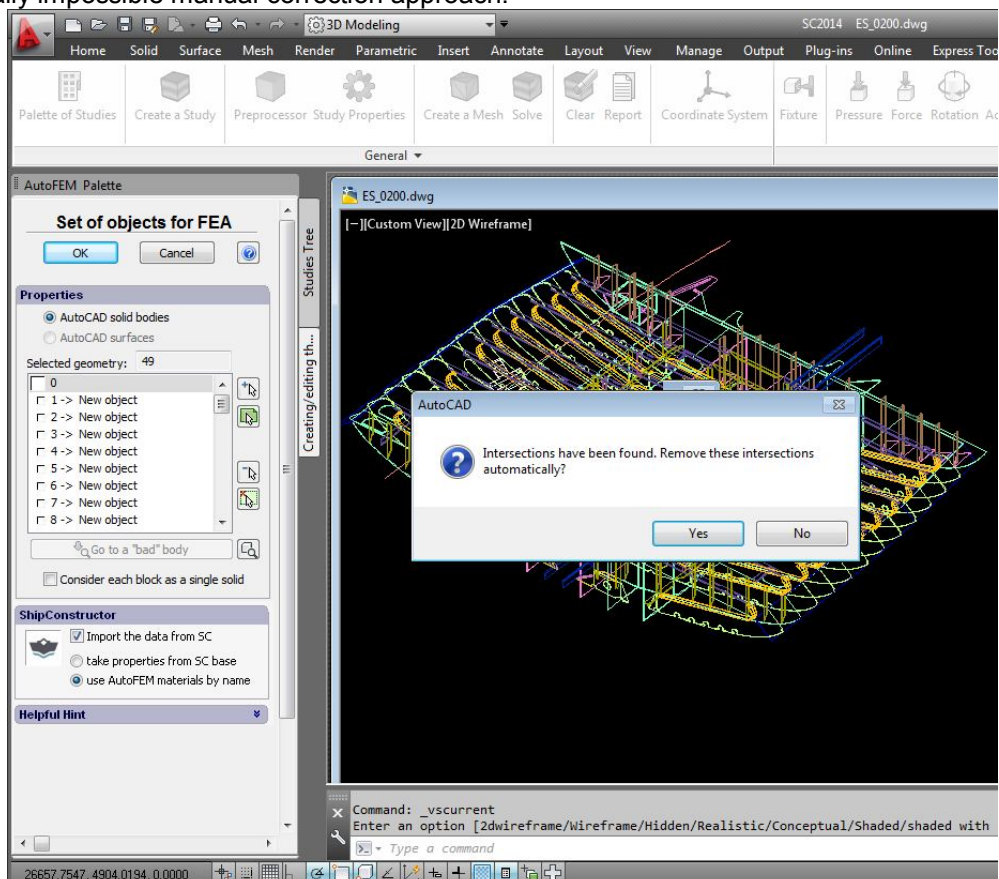 ally impossible manual correction approach.
3D Modeling
SC2014 ES_0200.dwg
Home Solid Surface Mesh Render Parametric Insert Annotate Layout View Manage Output Plug-ins Online Express Too
Palette of Studies Create a Study Preprocessor Study Properties Create a Mesh Solve Clear Report Coordinate System Fixture Pressure Force Rotation Ac
General
AutoFEM Palette
Set of objects for FEA
OK Cancel
Properties
AutoCAD solid bodies
AutoCAD surfaces
Selected geometry: 49
0
1 -> New object
2 -> New object
3 -> New object
4 -> New object
5 -> New object
6 -> New object
7 -> New object
8 -> New object
Go to a "bad" body
Consider each block as a single solid
ShipConstructor
Import the data from SC
take properties from SC base
use AutoFEM materials by name
Helpful Hint
Studies Tree
Creating/editing th...
ES_0200.dwg
[−][Custom View][2D Wireframe]
AutoCAD
Intersections have been found. Remove these intersections
automatically?
Yes No
Command: _vscurrent
Enter an option [2dwireframe/Wireframe/Hidden/Realistic/Conceptual/Shaded/shaded with
Type a command
26657.7547, 4904.0194, 0.0000